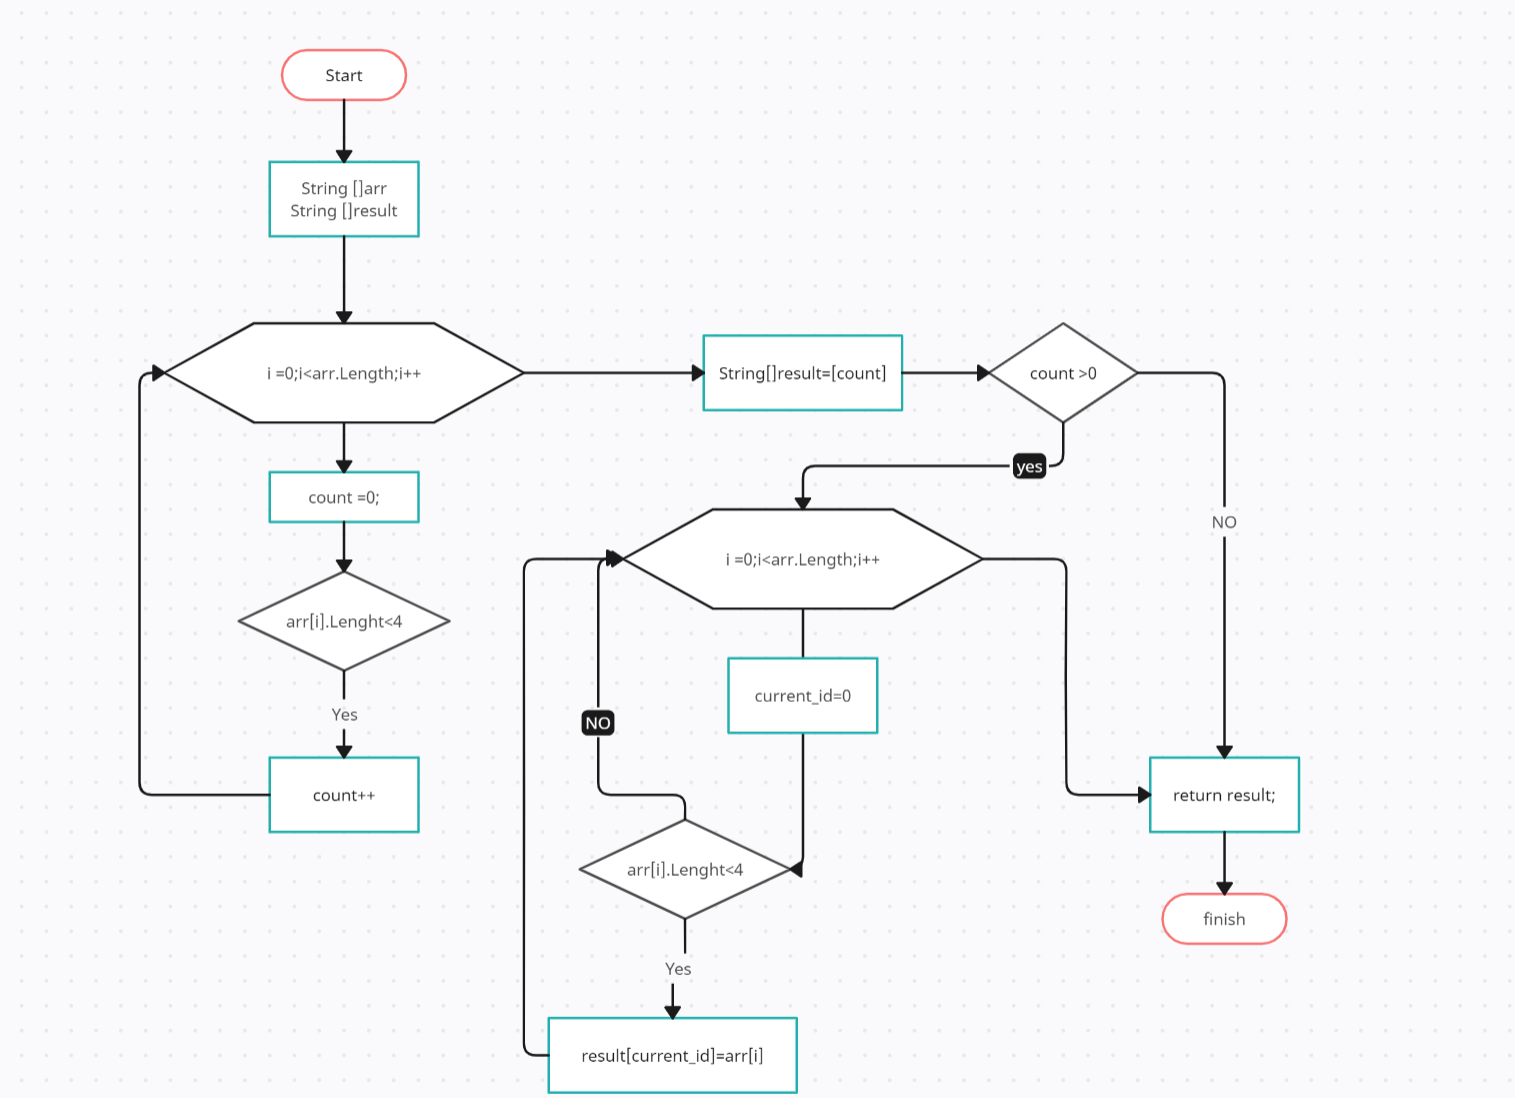 Start
String []arr
String []result
i =0;i<arr.Length;i++
String[]result=[count]
count >0
yes
count =0;
NO
i =0;i<arr.Length;i++
arr[i].Lenght<4
current_id=0
Yes
NO
count++
return result;
arr[i].Lenght<4
finish
Yes
result[current_id]=arr[i]